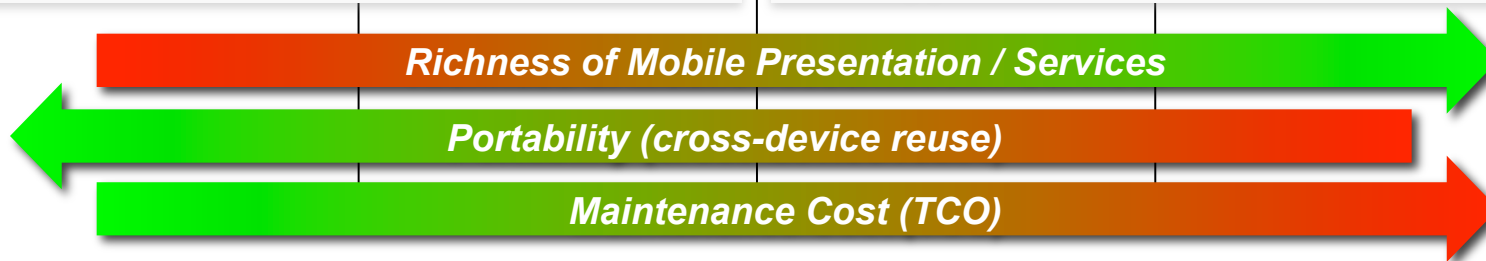 Richness of Mobile Presentation / Services
Portability (cross-device reuse)
Maintenance Cost (TCO)